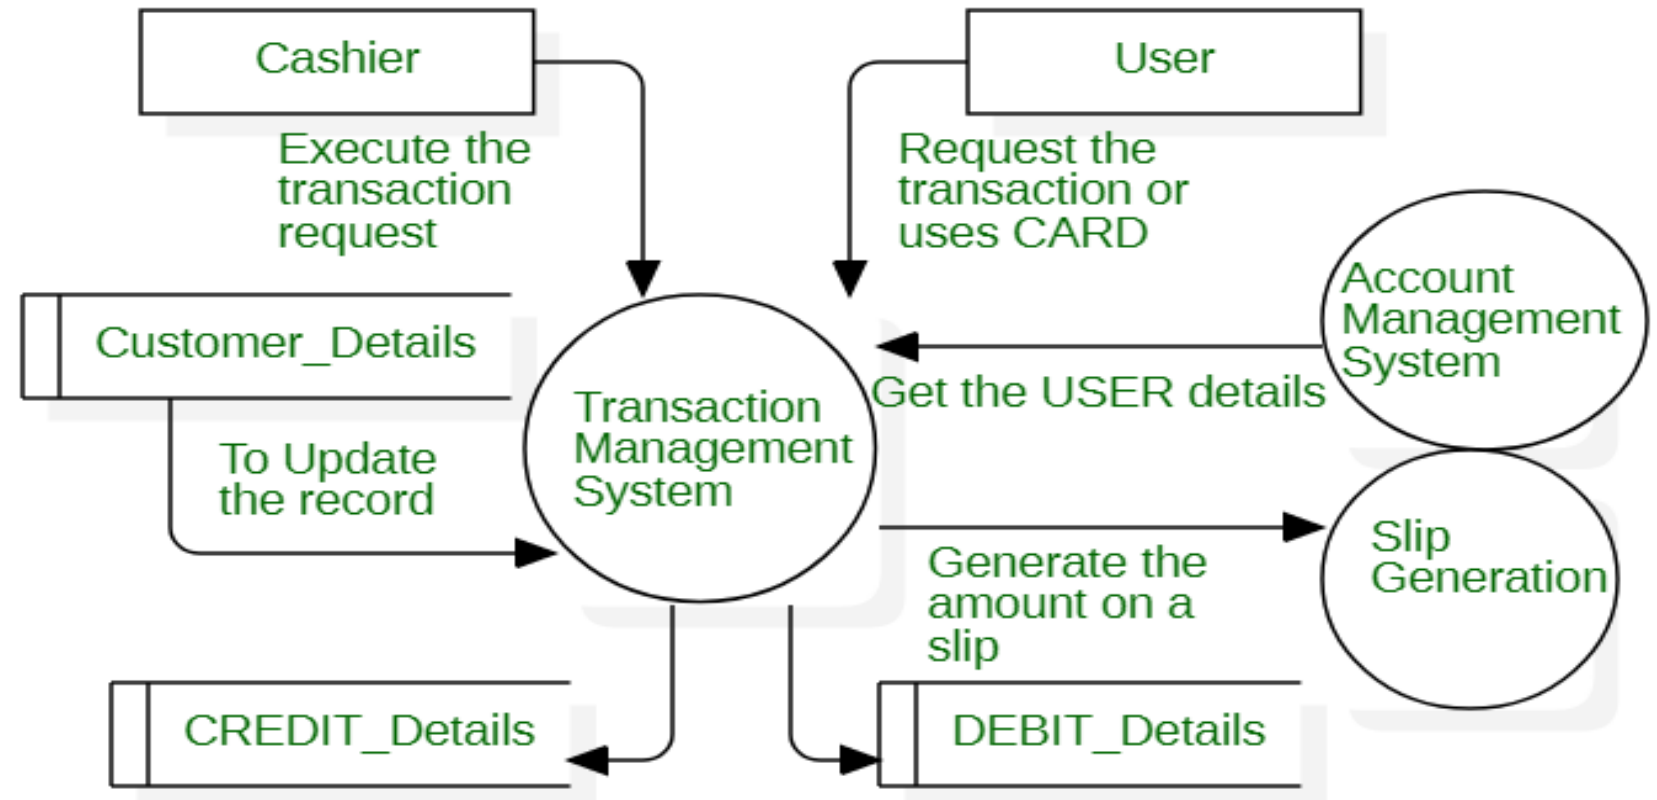 Cashier
User
Execute the
transaction
request
Request the
transaction or
uses CARD
Account
Management
System
Customer_Details
Get the USER details
Transaction
Management
System
To Update
the record
Slip
Generation
Generate the
amount on a
slip
CREDIT_Details
DEBIT_Details